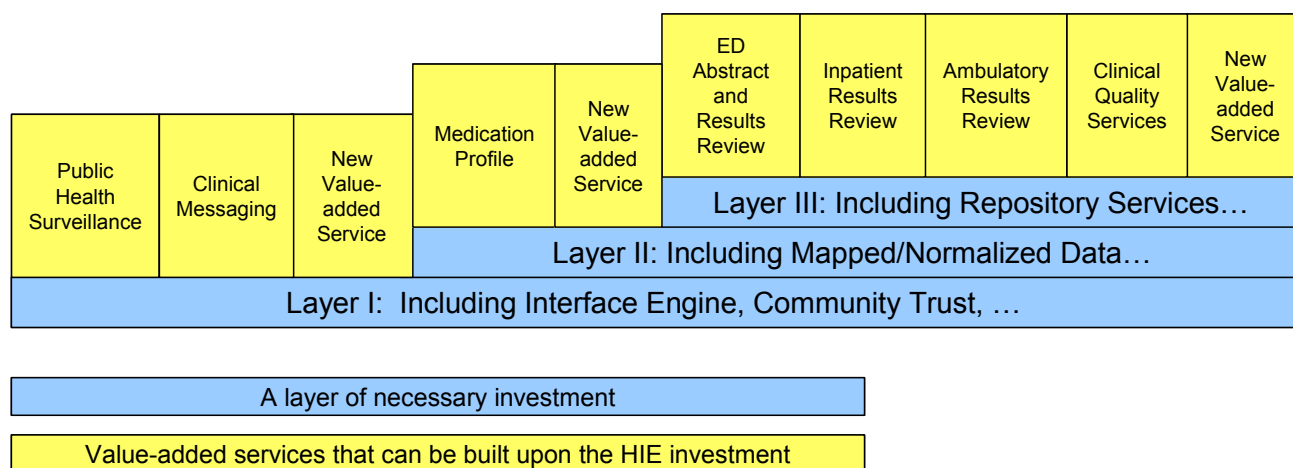 Public
Health
Surveillance
Clinical
Messaging
New
Value-
added
Service
Medication
Profile
New
Value-
added
Service
ED
Abstract
and
Results
Review
Inpatient
Results
Review
Ambulatory
Results
Review
Clinical
Quality
Services
New
Value-
added
Service
Layer III: Including Repository Services…
Layer II: Including Mapped/Normalized Data…
Layer I:  Including Interface Engine, Community Trust, …
A layer of necessary investment
Value-added services that can be built upon the HIE investment